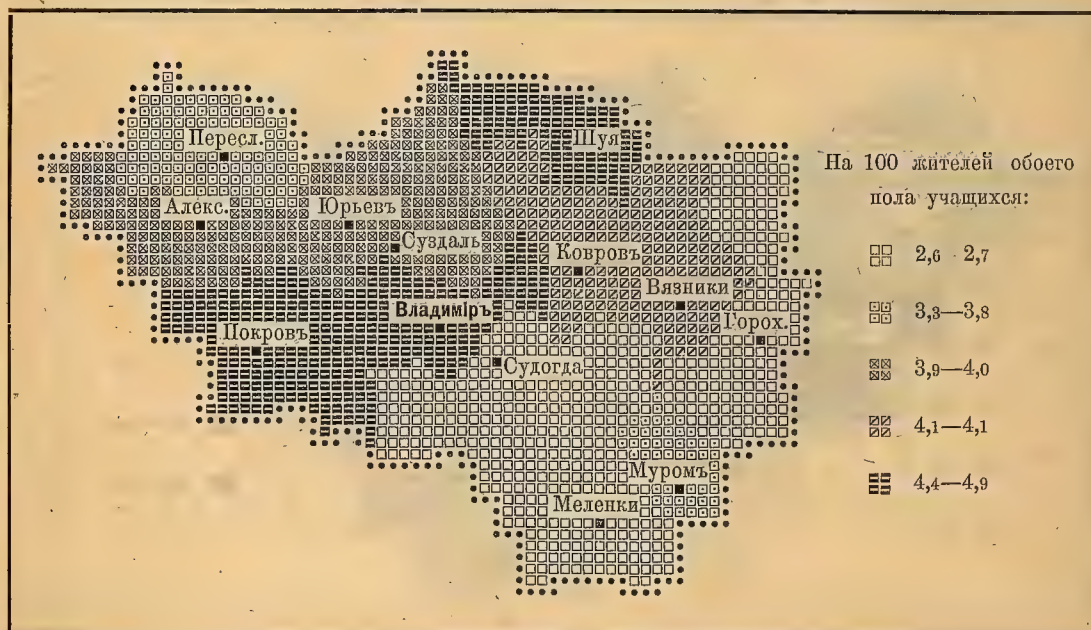 Шуя
Пересл.
Алекс.
Юрьевъ
Суздаль
Ковровъ
Вязники
Владиміръ
Горох.
Покровъ
Судогда
Муромъ
Меленки
На 100 жителей обоего
пола учащихся:
2,6 - 2,7
3,3—3,8
3,9—4,0
4,1—4,1
4,4—4,9